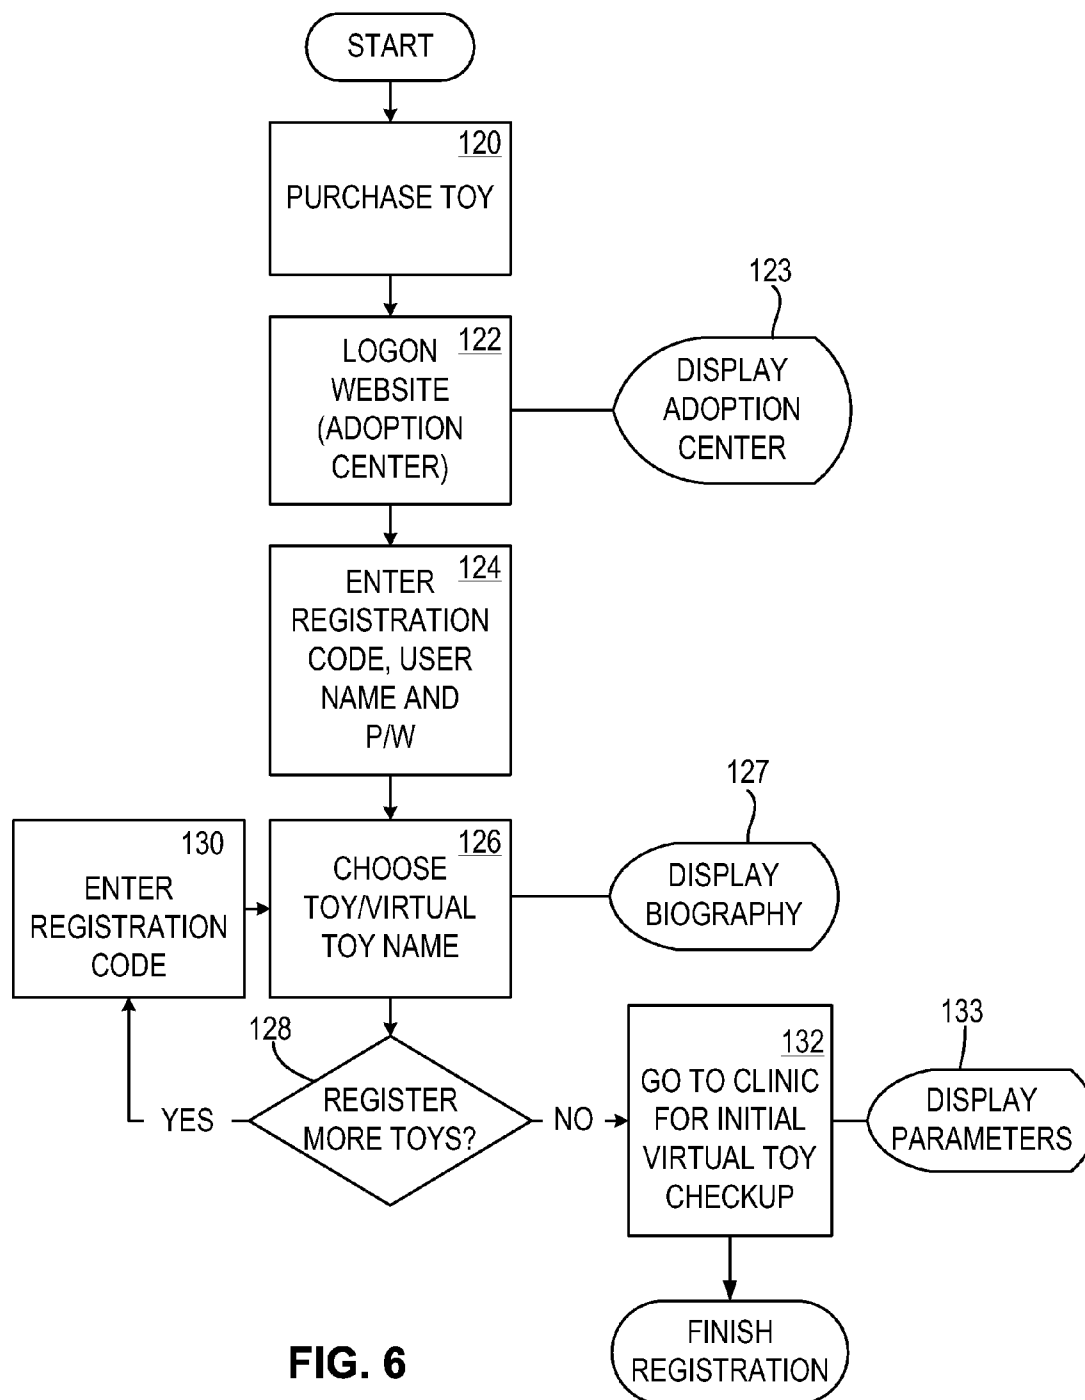 START
120
PURCHASE TOY
122
LOGON
WEBSITE
(ADOPTION
CENTER)
123
DISPLAY
ADOPTION
CENTER
124
ENTER
REGISTRATION
CODE, USER
NAME AND
P/W
130
ENTER
REGISTRATION
CODE
126
CHOOSE
TOY/VIRTUAL
TOY NAME
127
DISPLAY
BIOGRAPHY
128
REGISTER
MORE TOYS?
YES
NO
132
GO TO CLINIC
FOR INITIAL
VIRTUAL TOY
CHECKUP
133
DISPLAY
PARAMETERS
FINISH
REGISTRATION
FIG. 6